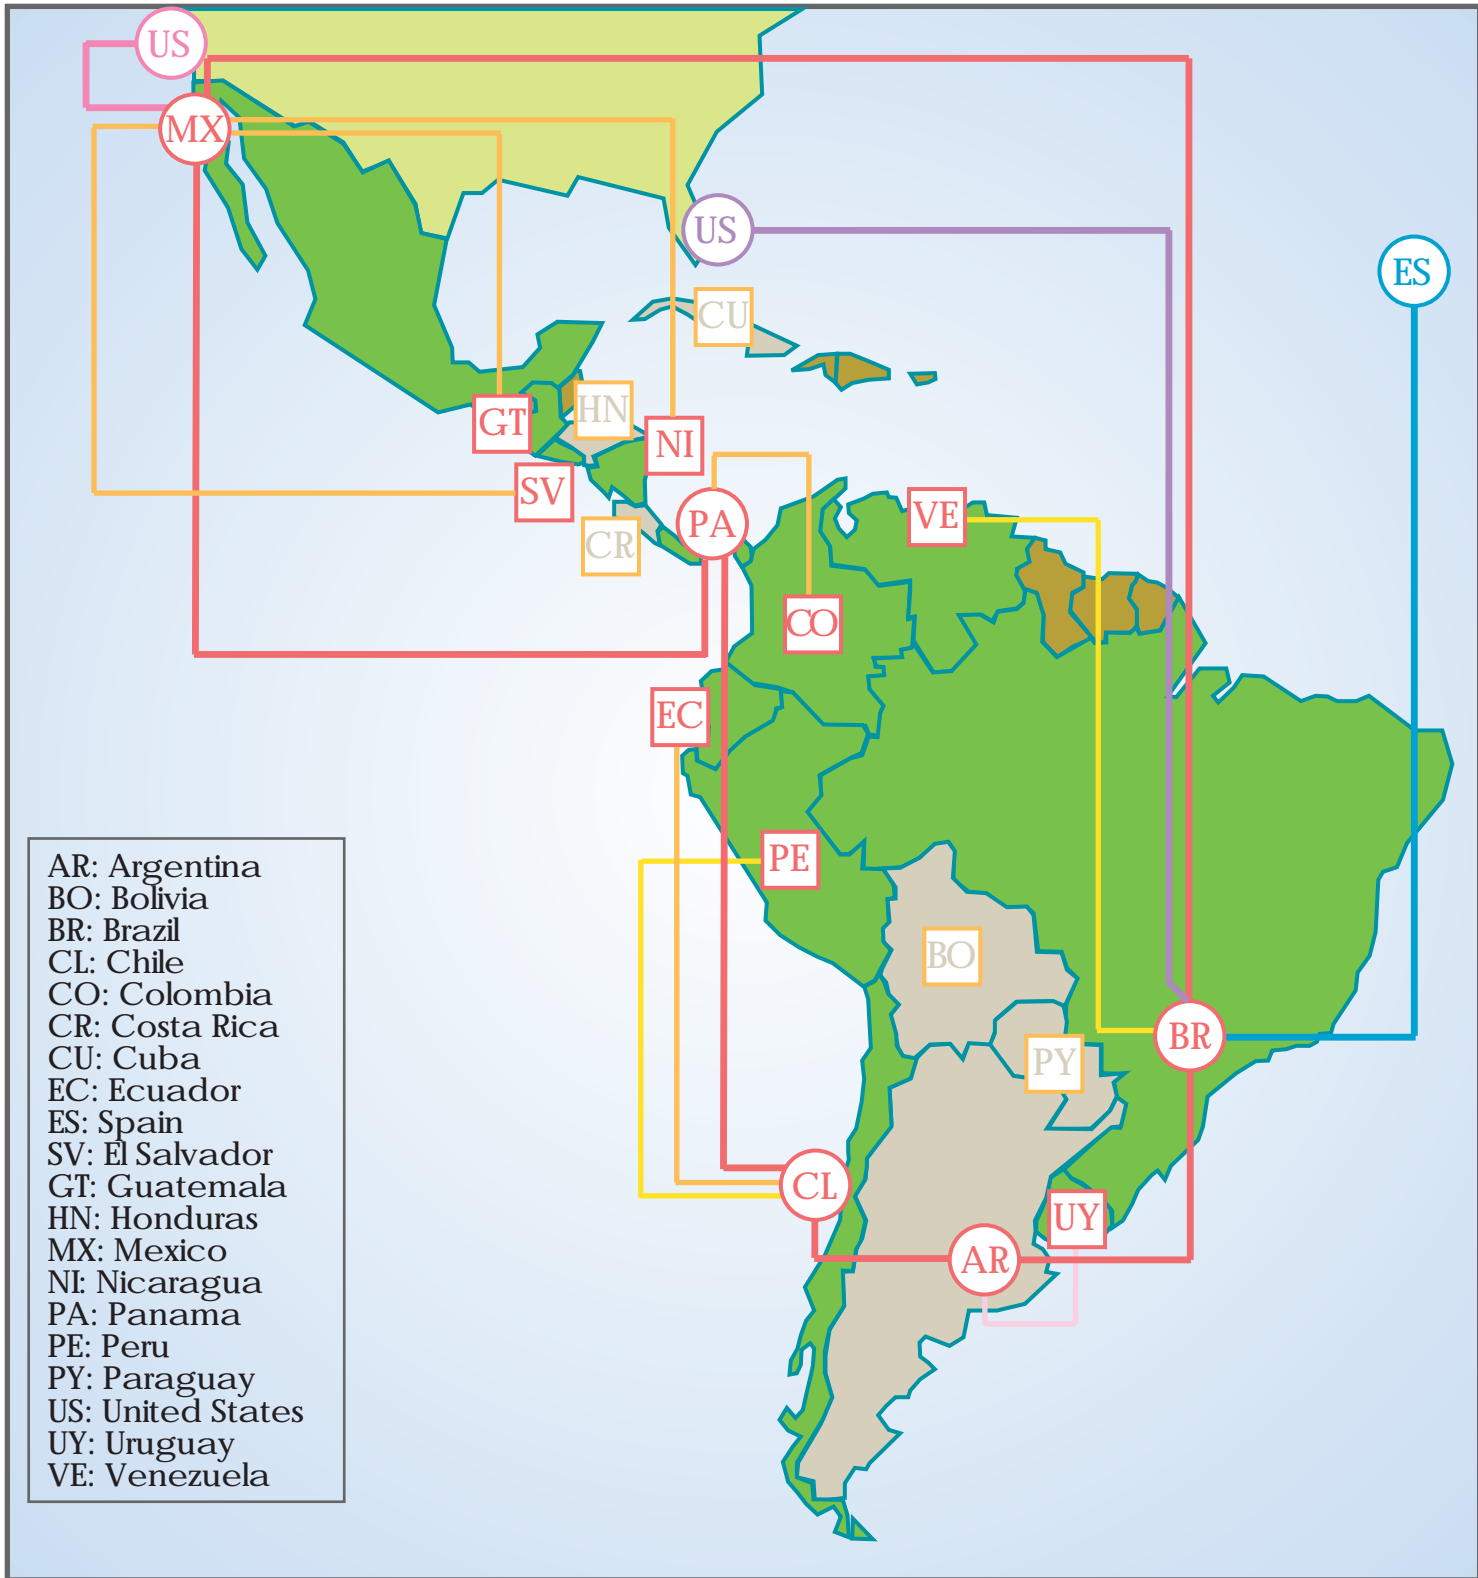 US
MX
US
ES
CU
HN
GT
NI
SV
PA
VE
CR
CO
EC
PE
BO
BR
PY
CL
UY
AR
AR: Argentina
BO: Bolivia
BR: Brazil
CL: Chile
CO: Colombia
CR: Costa Rica
CU: Cuba
EC: Ecuador
ES: Spain
SV: El Salvador
GT: Guatemala
HN: Honduras
MX: Mexico
NI: Nicaragua
PA: Panama
PE: Peru
PY: Paraguay
US: United States
UY: Uruguay
VE: Venezuela